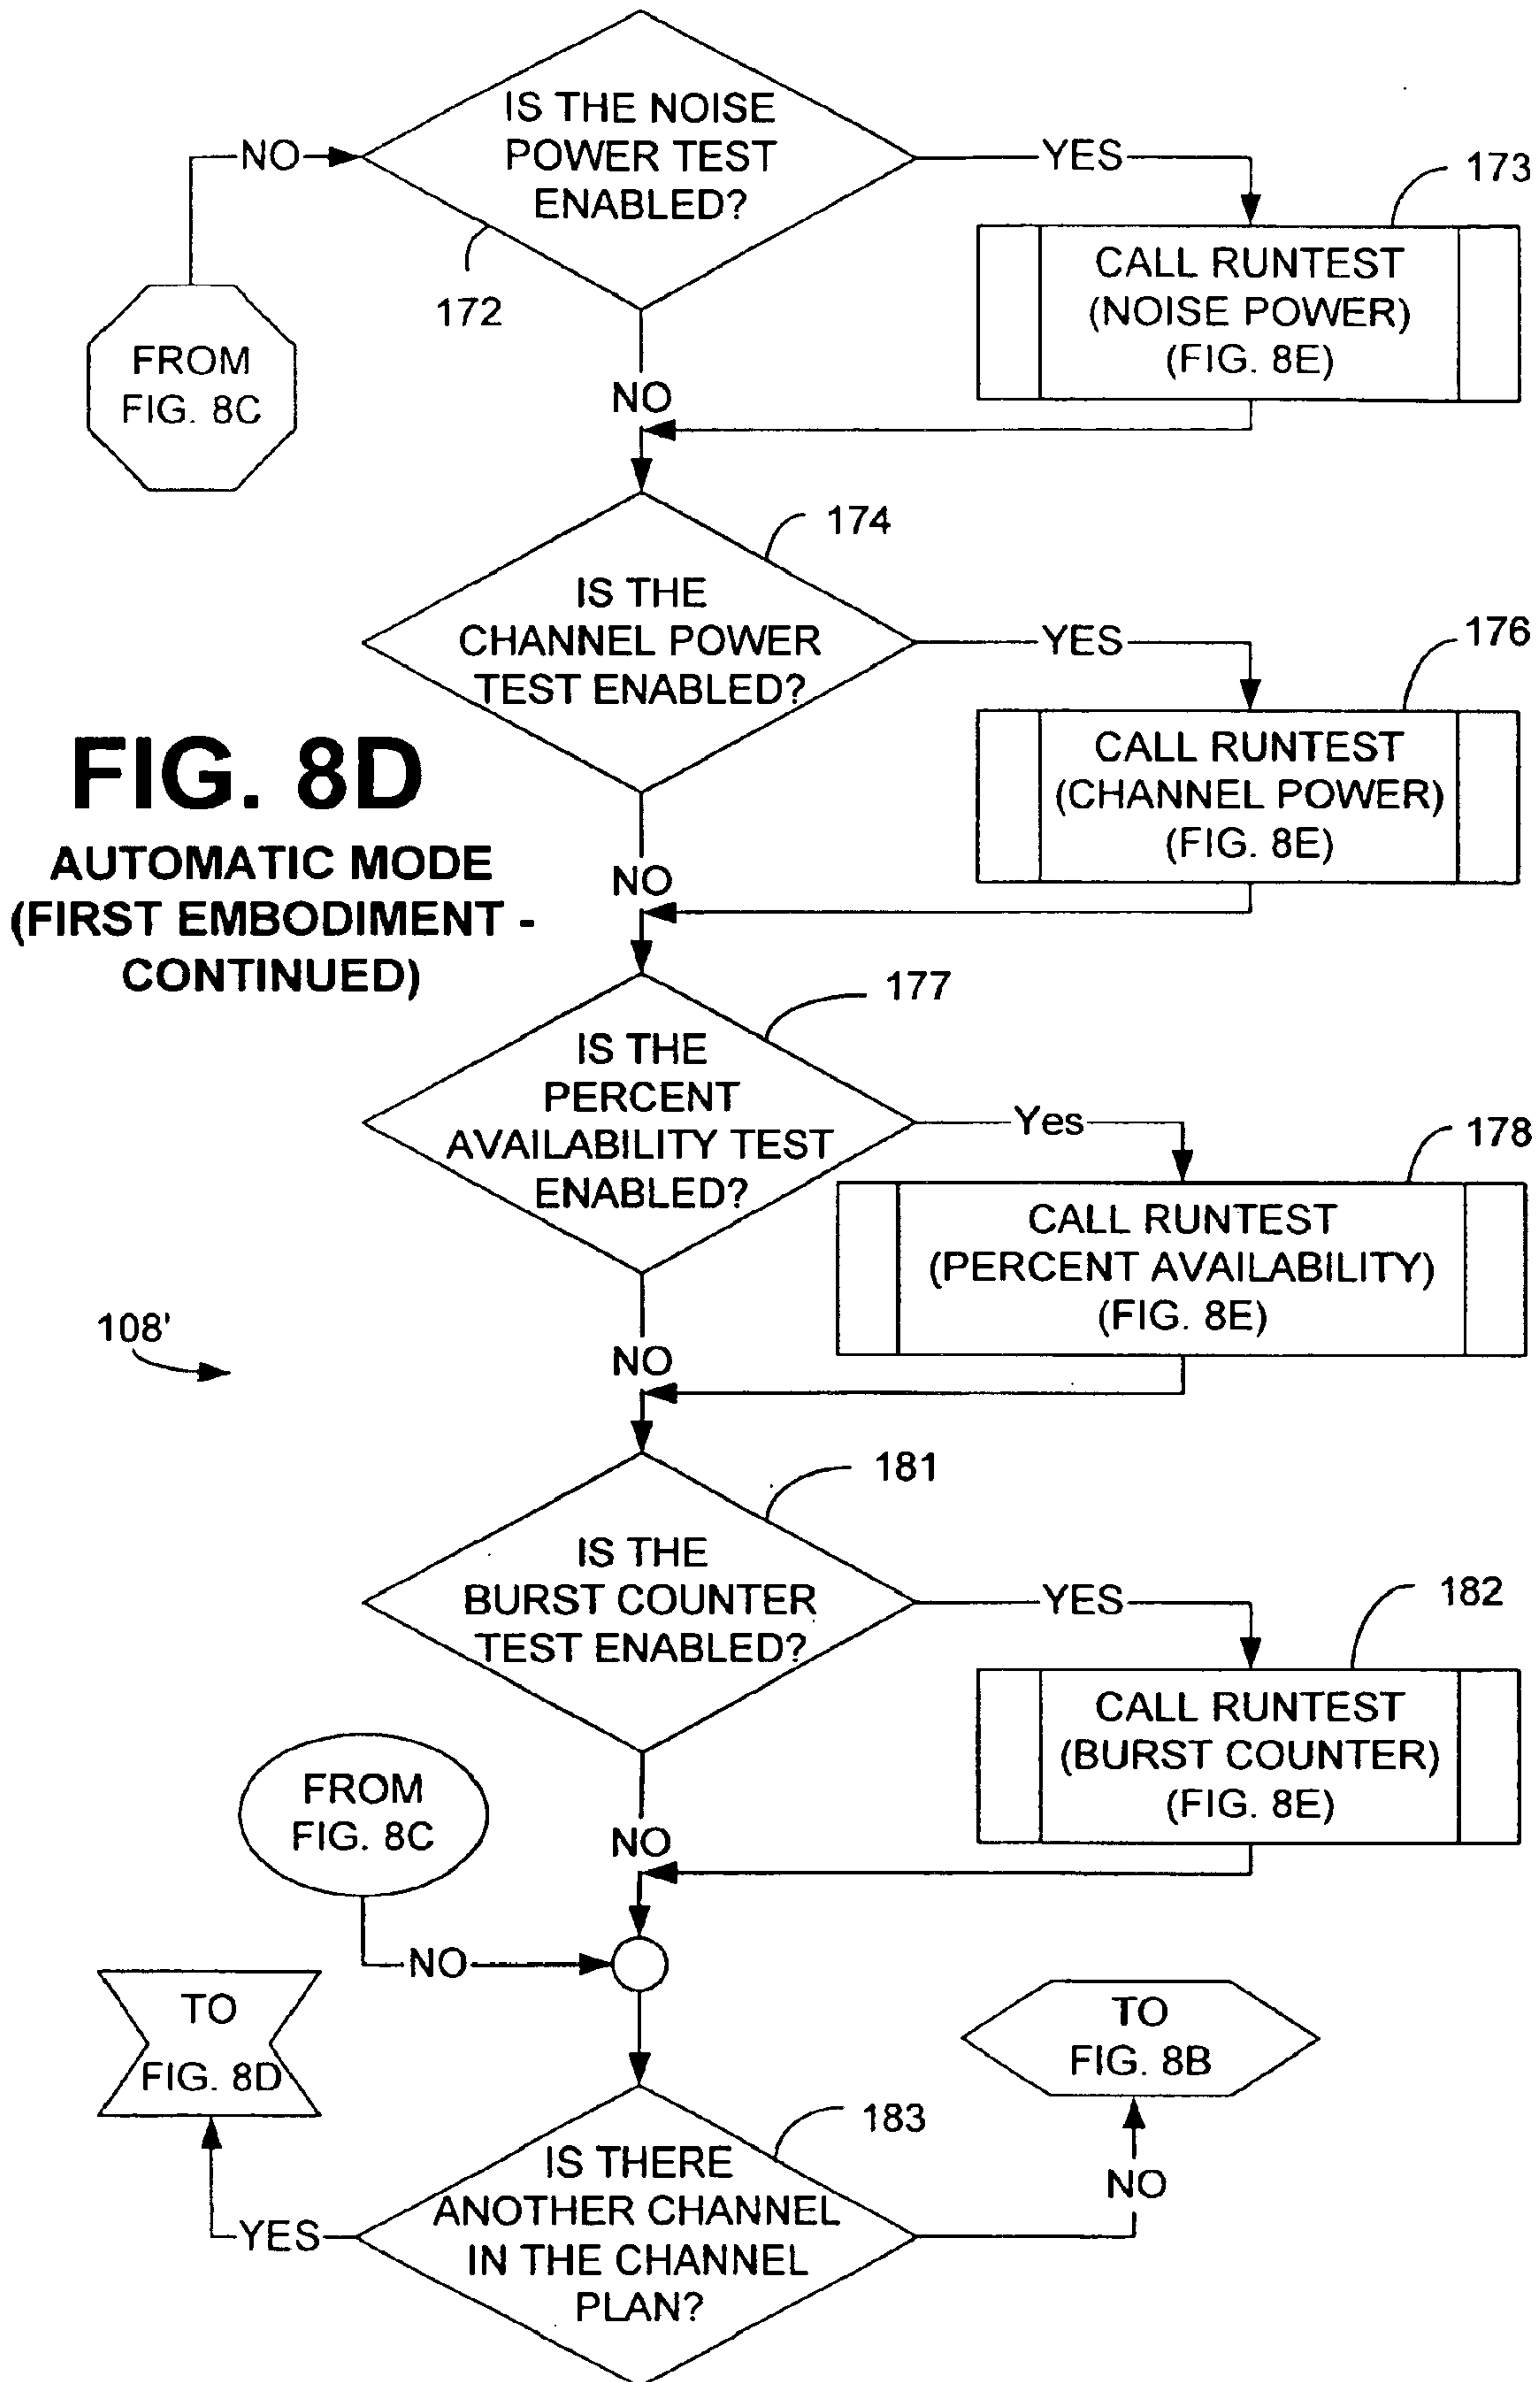 IS THE NOISE
POWER TEST
ENABLED?
NO
YES
172
173
FROM
FIG. 8C
CALL RUNTEST
(NOISE POWER)
(FIG. 8E)
NO
174
IS THE
CHANNEL POWER
TEST ENABLED?
YES
176
CALL RUNTEST
(CHANNEL POWER)
(FIG. 8E)
FIG. 8D
AUTOMATIC MODE
(FIRST EMBODIMENT -
CONTINUED)
NO
177
IS THE
PERCENT
AVAILABILITY TEST
ENABLED?
Yes
178
CALL RUNTEST
(PERCENT AVAILABILITY)
(FIG. 8E)
108'
NO
181
IS THE
BURST COUNTER
TEST ENABLED?
YES
182
CALL RUNTEST
(BURST COUNTER)
(FIG. 8E)
FROM
FIG. 8C
NO
NO
TO
FIG. 8D
TO
FIG. 8B
183
IS THERE
ANOTHER CHANNEL
IN THE CHANNEL
PLAN?
YES
NO